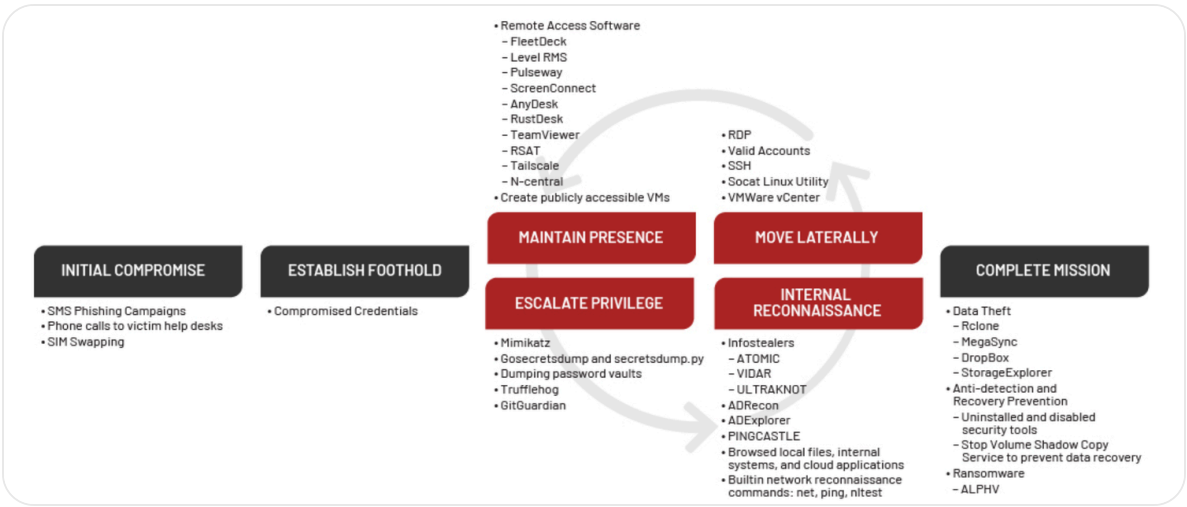 • Remote Access Software
– FleetDeck
– Level RMS
– Pulseway
– ScreenConnect
– AnyDesk
– RustDesk
– TeamViewer
– RSAT
– Tailscale
– N-central
• Create publicly accessible VMs
• RDP
• Valid Accounts
• SSH
• Socat Linux Utility
• VMWare vCenter
INITIAL COMPROMISE
• SMS Phishing Campaigns
• Phone calls to victim help desks
• SIM Swapping
ESTABLISH FOOTHOLD
• Compromised Credentials
MAINTAIN PRESENCE
MOVE LATERALLY
ESCALATE PRIVILEGE
• Mimikatz
• Gosecretsdump and secretsdump.py
• Dumping password vaults
• Trufflehog
• GitGuardian
INTERNAL
RECONNAISSANCE
• Infostealers
– ATOMIC
– VIDAR
– ULTRAKNOT
• ADRecon
• ADExplorer
• PINGCASTLE
• Browsed local files, internal
systems, and cloud applications
• Builtin network reconnaissance
commands: net, ping, nltest
COMPLETE MISSION
• Data Theft
– Rclone
– MegaSync
– DropBox
– StorageExplorer
• Anti-detection and
Recovery Prevention
– Uninstalled and disabled
security tools
– Stop Volume Shadow Copy
Service to prevent data recovery
• Ransomware
– ALPHV